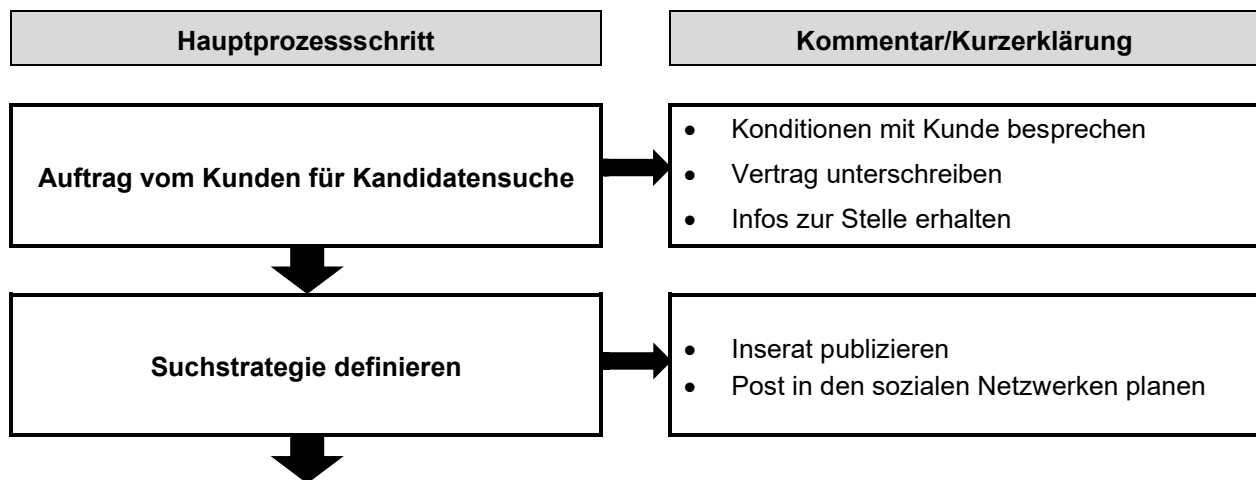 Hauptprozessschritt
Kommentar/Kurzerklärung
Auftrag vom Kunden für Kandidatensuche
• Konditionen mit Kunde besprechen
• Vertrag unterschreiben
• Infos zur Stelle erhalten
Suchstrategie definieren
• Inserat publizieren
• Post in den sozialen Netzwerken planen